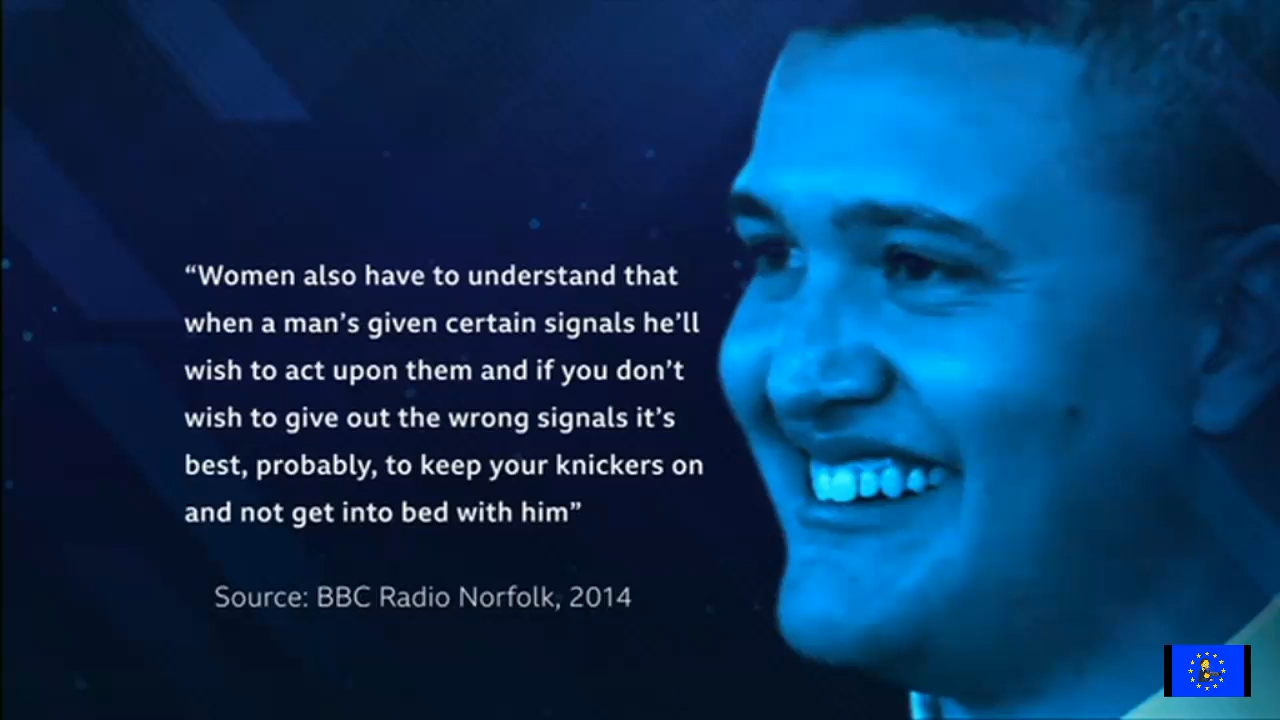 “Women also have to understand that
when a man’s given certain signals he’ll
wish to act upon them and if you don’t
wish to give out the wrong signals it’s
best, probably, to keep your knickers on
and not get into bed with him”
Source: BBC Radio Norfolk, 2014